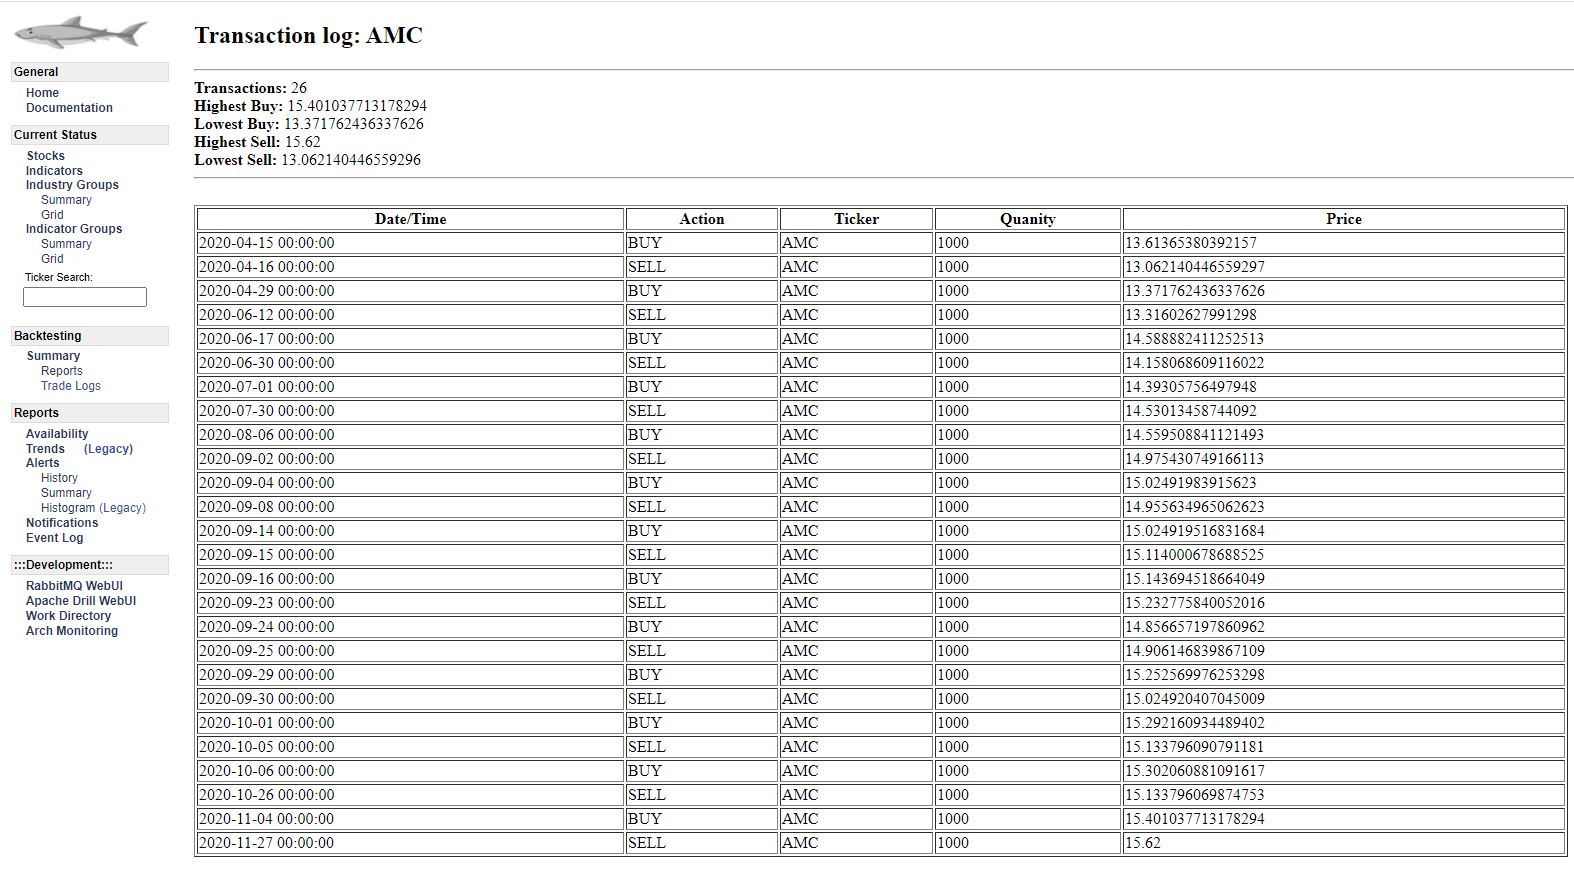 General
Home
Documentation
Current Status
Stocks
Indicators
Industry Groups
Summary
Grid
Indicator Groups
Summary
Grid
Ticker Search:
Backtesting
Summary
Reports
Trade Logs
Reports
Availability
Trends (Legacy)
Alerts
History
Summary
Histogram (Legacy)
Notifications
Event Log
:::Development:::
RabbitMQ WebUI
Apache Drill WebUI
Work Directory
Arch Monitoring
Transaction log: AMC
Transactions: 26
Highest Buy: 15.401037713178294
Lowest Buy: 13.371762436337626
Highest Sell: 15.62
Lowest Sell: 13.062140446559296
Date/Time Action Ticker Quanity Price
2020-04-15 00:00:00 BUY AMC 1000 13.61365380392157
2020-04-16 00:00:00 SELL AMC 1000 13.062140446559297
2020-04-29 00:00:00 BUY AMC 1000 13.371762436337626
2020-06-12 00:00:00 SELL AMC 1000 13.31602627991298
2020-06-17 00:00:00 BUY AMC 1000 14.588882411252513
2020-06-30 00:00:00 SELL AMC 1000 14.158068609116022
2020-07-01 00:00:00 BUY AMC 1000 14.39305756497948
2020-07-30 00:00:00 SELL AMC 1000 14.53013458744092
2020-08-06 00:00:00 BUY AMC 1000 14.559508841121493
2020-09-02 00:00:00 SELL AMC 1000 14.975430749166113
2020-09-04 00:00:00 BUY AMC 1000 15.02491983915623
2020-09-08 00:00:00 SELL AMC 1000 14.955634965062623
2020-09-14 00:00:00 BUY AMC 1000 15.024919516831684
2020-09-15 00:00:00 SELL AMC 1000 15.114000678688525
2020-09-16 00:00:00 BUY AMC 1000 15.143694518664049
2020-09-23 00:00:00 SELL AMC 1000 15.232775840052016
2020-09-24 00:00:00 BUY AMC 1000 14.856657197860962
2020-09-25 00:00:00 SELL AMC 1000 14.906146839867109
2020-09-29 00:00:00 BUY AMC 1000 15.252569976253298
2020-09-30 00:00:00 SELL AMC 1000 15.024920407045009
2020-10-01 00:00:00 BUY AMC 1000 15.292160934489402
2020-10-05 00:00:00 SELL AMC 1000 15.133796090791181
2020-10-06 00:00:00 BUY AMC 1000 15.302060881091617
2020-10-26 00:00:00 SELL AMC 1000 15.133796069874753
2020-11-04 00:00:00 BUY AMC 1000 15.401037713178294
2020-11-27 00:00:00 SELL AMC 1000 15.62